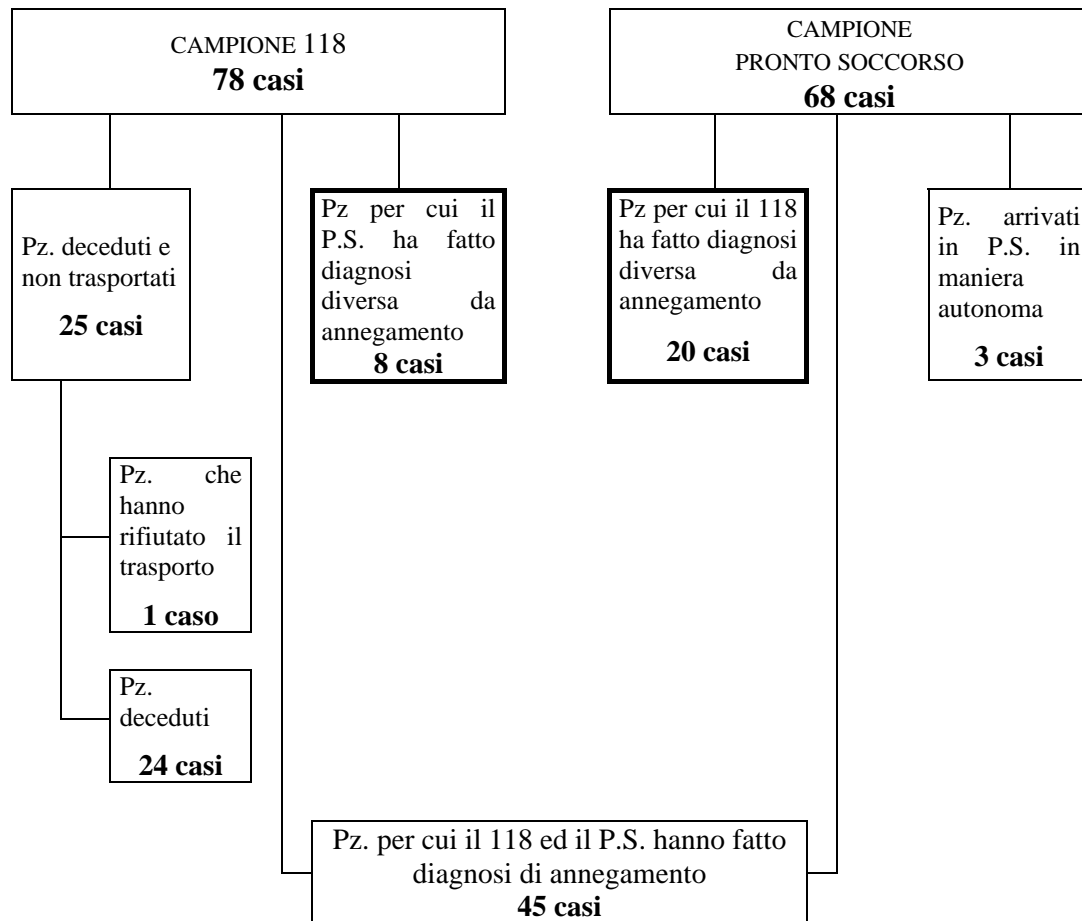 CAMPIONE 118
78 casi
CAMPIONE
PRONTO SOCCORSO
68 casi
Pz. deceduti e
non trasportati
25 casi
Pz per cui il
P.S. ha fatto
diagnosi
diversa da
annegamento
8 casi
Pz per cui il 118
ha fatto diagnosi
diversa da
annegamento
20 casi
Pz. arrivati
in P.S. in
maniera
autonoma
3 casi
Pz. che
hanno
rifiutato il
trasporto
1 caso
Pz.
deceduti
24 casi
Pz. per cui il 118 ed il P.S. hanno fatto
diagnosi di annegamento
45 casi